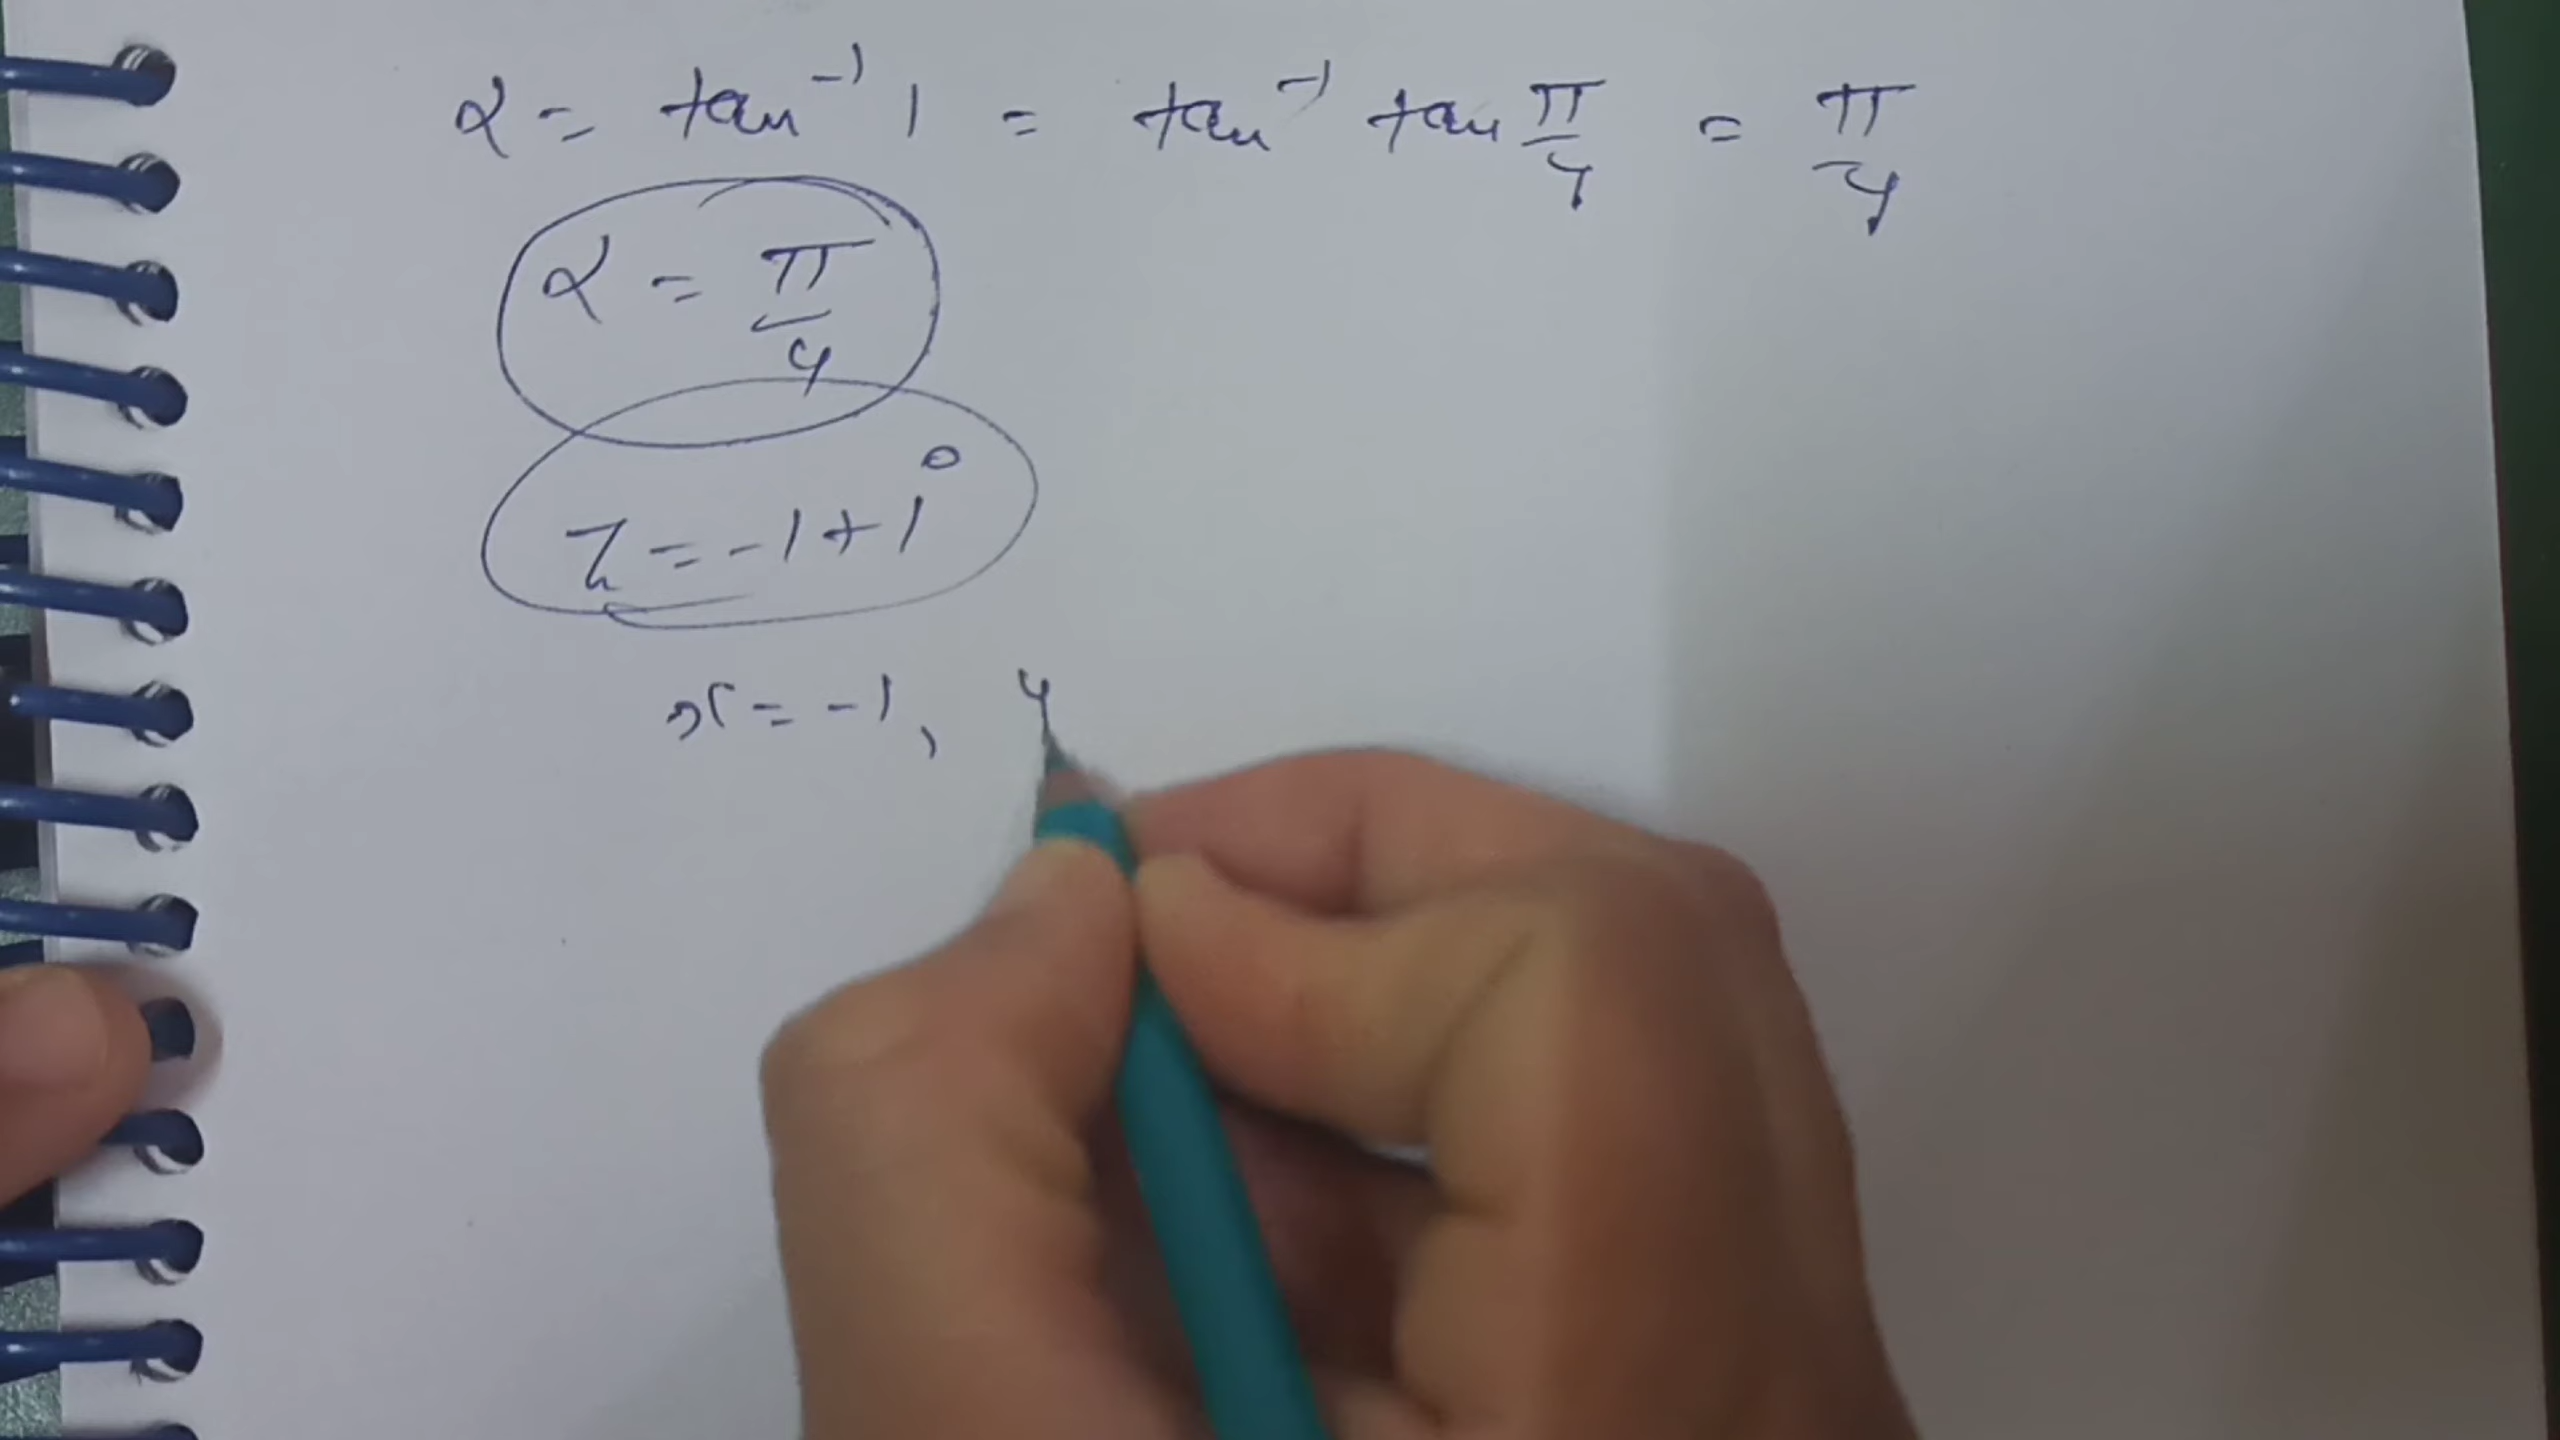 α = tan⁻¹ 1 = tan⁻¹ tan π/4 = π/4
α = π/4
z = -1 + i
x = -1, y